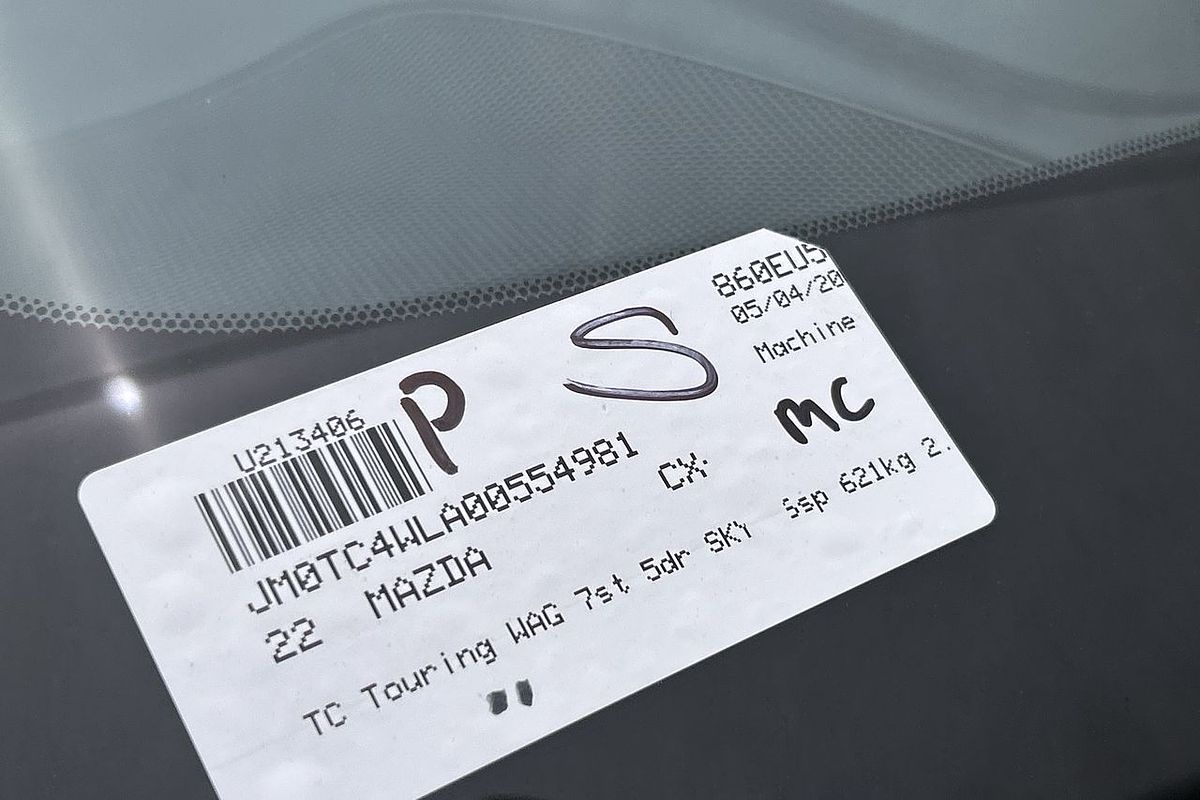 860EU5
05/04/20
Machine
P S
MC
U213406
JM0TC4WLA00554981
22 MAZDA CX-
TC Touring WAG 7st 5dr SKY Ssp 621kg 2.